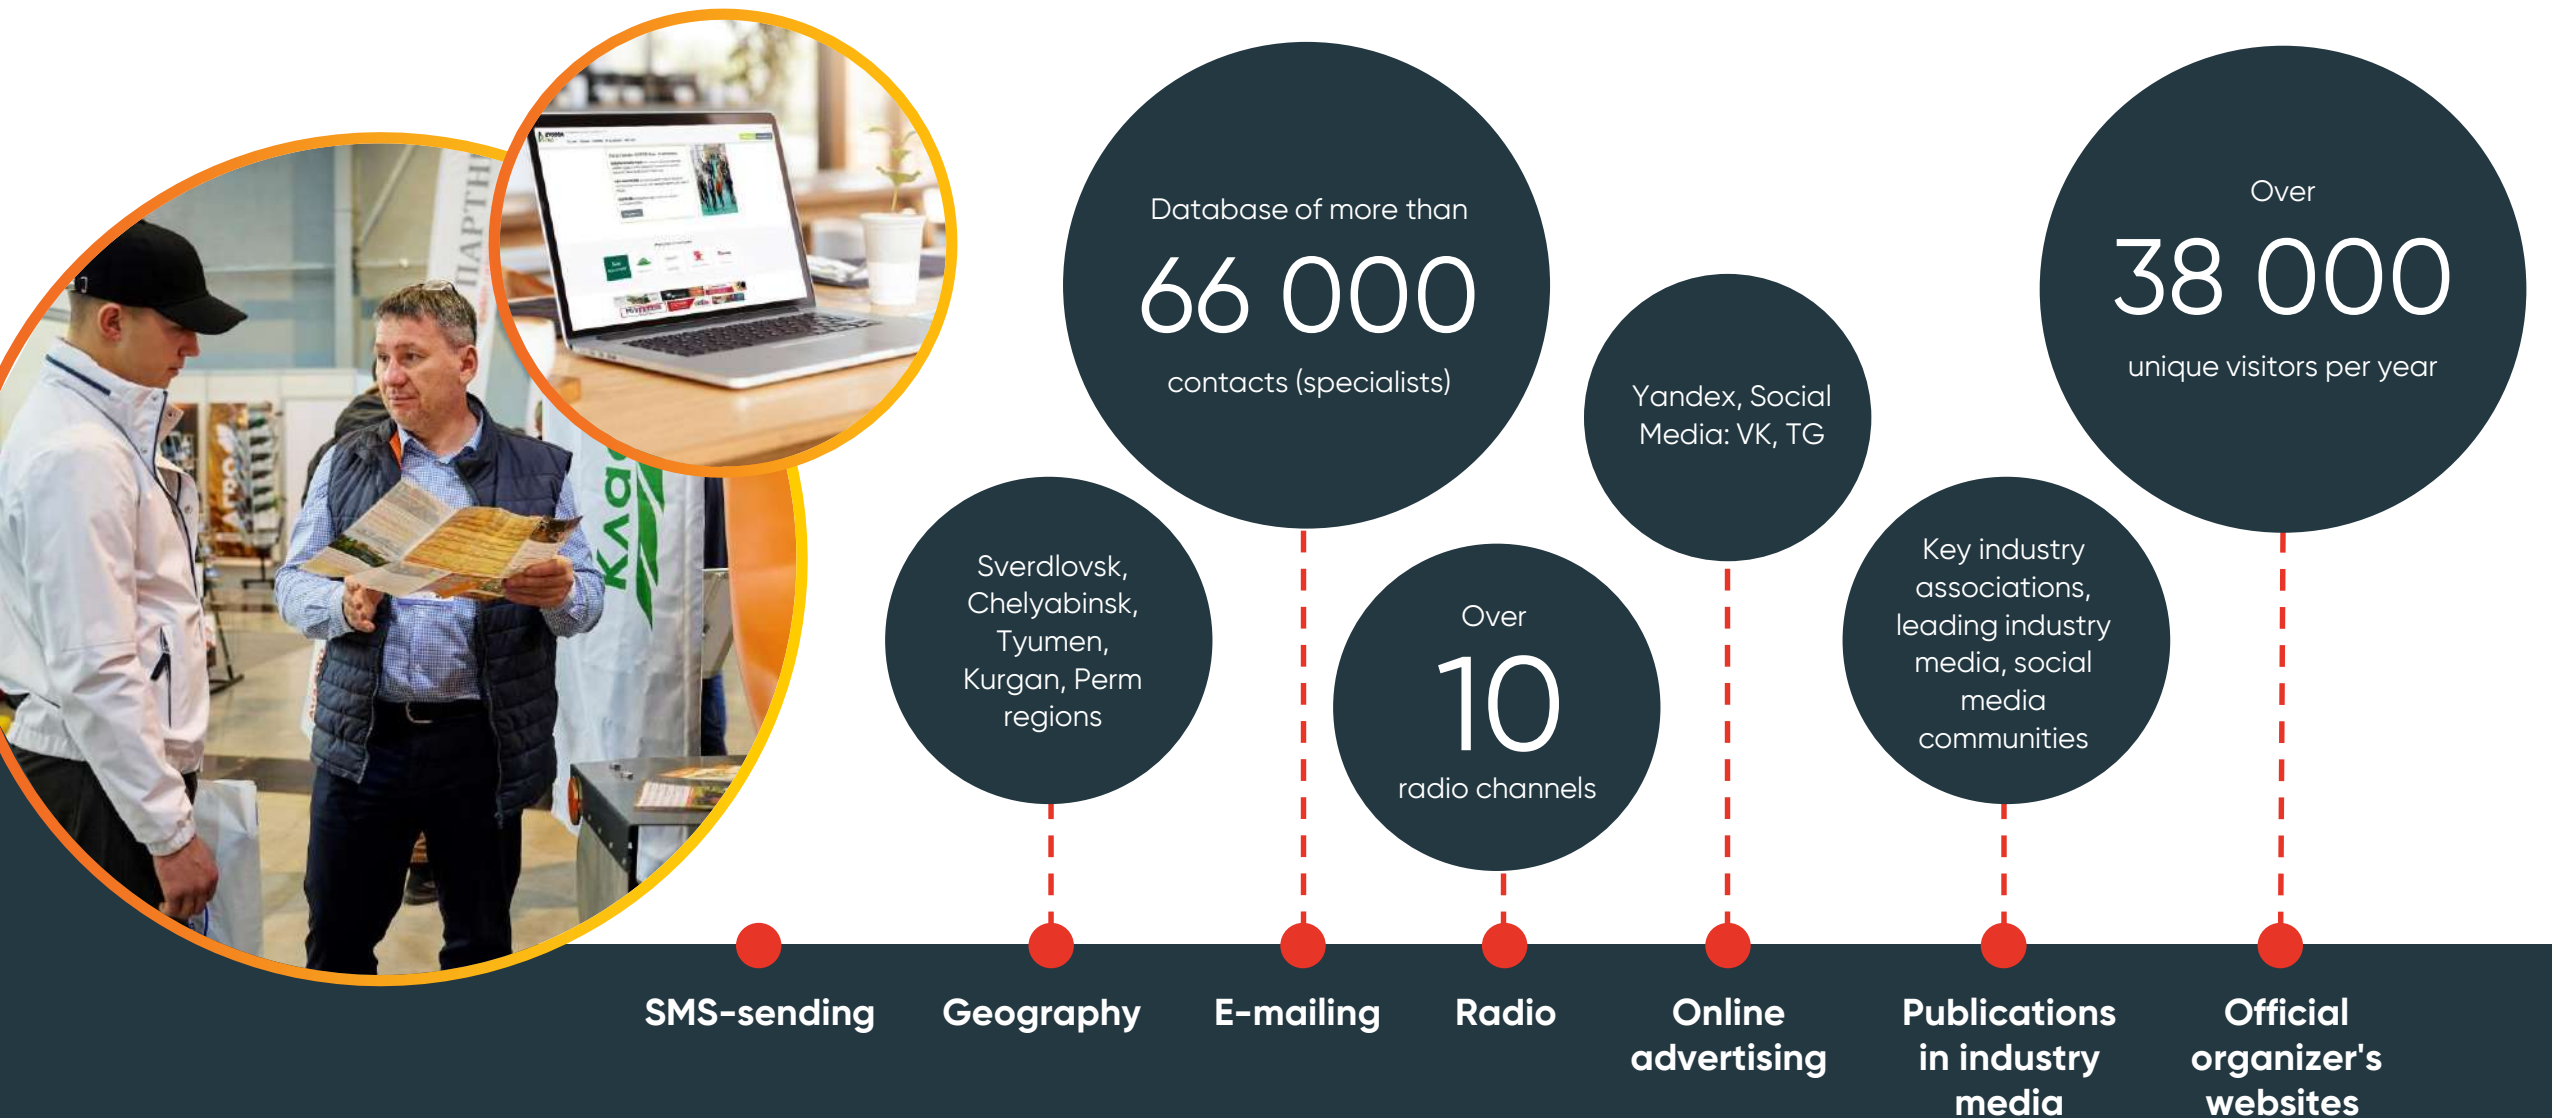 ПАРТН
Database of more than
66 000
contacts (specialists)
Over
38 000
unique visitors per year
Yandex, Social
Media: VK, TG
Sverdlovsk,
Chelyabinsk,
Tyumen,
Kurgan, Perm
regions
Over
10
radio channels
Key industry
associations,
leading industry
media, social
media
communities
SMS-sending
Geography
E-mailing
Radio
Online
advertising
Publications
in industry
media
Official
organizer's
websites